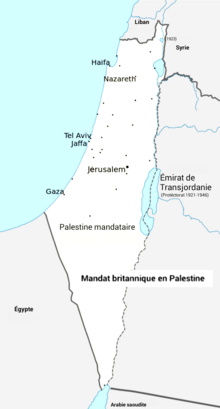 Liban
(1923)
Syrie
Haifa
Nazareth
Tel Aviv
Jaffa
Jérusalem
Émirat de
Transjordanie
(Protectorat 1921-1946)
Gaza
Palestine mandataire
Mandat britannique en Palestine
Égypte
Arabie saoudite